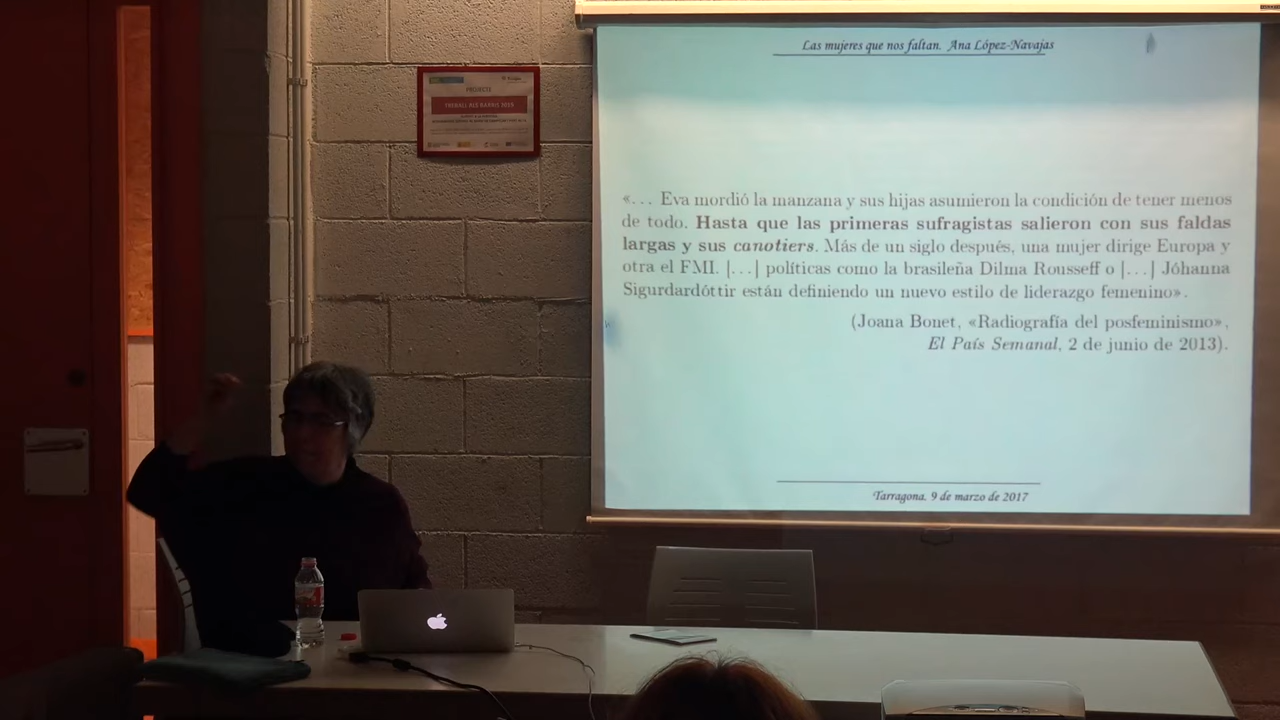 Las mujeres que nos faltan. Ana López-Navajas
PROJECTE
TREBALL ALS BARRIS 2015
«... Eva mordió la manzana y sus hijas asumieron la condición de tener menos
de todo. Hasta que las primeras sufragistas salieron con sus faldas
largas y sus canotiers. Más de un siglo después, una mujer dirige Europa y
otra el FMI. [...] políticas como la brasileña Dilma Rousseff o [...] Jóhanna
Sigurdardóttir están definiendo un nuevo estilo de liderazgo femenino».
(Joana Bonet, «Radiografía del posfeminismo»,
El País Semanal, 2 de junio de 2013).
Tarragona. 9 de marzo de 2017